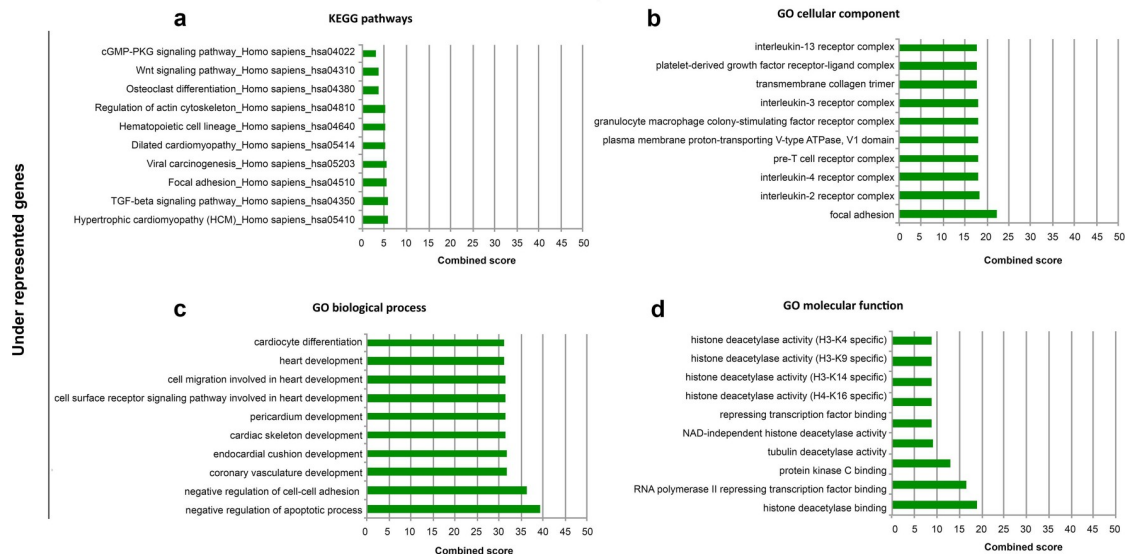 Under represented genes
a
KEGG pathways
cGMP-PKG signaling pathway_Homo sapiens_hsa04022
Wnt signaling pathway_Homo sapiens_hsa04310
Osteoclast differentiation_Homo sapiens_hsa04380
Regulation of actin cytoskeleton_Homo sapiens_hsa04810
Hematopoietic cell lineage_Homo sapiens_hsa04640
Dilated cardiomyopathy_Homo sapiens_hsa05414
Viral carcinogenesis_Homo sapiens_hsa05203
Focal adhesion_Homo sapiens_hsa04510
TGF-beta signaling pathway_Homo sapiens_hsa04350
Hypertrophic cardiomyopathy (HCM)_Homo sapiens_hsa05410
0 5 10 15 20 25 30 35 40 45 50
Combined score
b
GO cellular component
interleukin-13 receptor complex
platelet-derived growth factor receptor-ligand complex
transmembrane collagen trimer
interleukin-3 receptor complex
granulocyte macrophage colony-stimulating factor receptor complex
plasma membrane proton-transporting V-type ATPase, V1 domain
pre-T cell receptor complex
interleukin-4 receptor complex
interleukin-2 receptor complex
focal adhesion
0 5 10 15 20 25 30 35 40 45 50
Combined score
c
GO biological process
cardiocyte differentiation
heart development
cell migration involved in heart development
cell surface receptor signaling pathway involved in heart development
pericardium development
cardiac skeleton development
endocardial cushion development
coronary vasculature development
negative regulation of cell-cell adhesion
negative regulation of apoptotic process
0 5 10 15 20 25 30 35 40 45 50
Combined score
d
GO molecular function
histone deacetylase activity (H3-K4 specific)
histone deacetylase activity (H3-K9 specific)
histone deacetylase activity (H3-K14 specific)
histone deacetylase activity (H4-K16 specific)
repressing transcription factor binding
NAD-independent histone deacetylase activity
tubulin deacetylase activity
protein kinase C binding
RNA polymerase II repressing transcription factor binding
histone deacetylase binding
0 5 10 15 20 25 30 35 40 45 50
Combined score